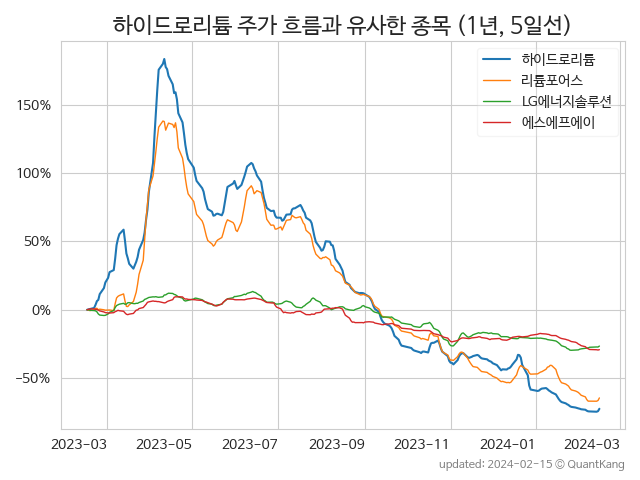 하이드로리튬 주가 흐름과 유사한 종목 (1년, 5일선)
하이드로리튬
리튬포어스
LG에너지솔루션
에스에프에이
150%
100%
50%
0%
−50%
2023-03 2023-05 2023-07 2023-09 2023-11 2024-01 2024-03
updated: 2024-02-15 © QuantKang